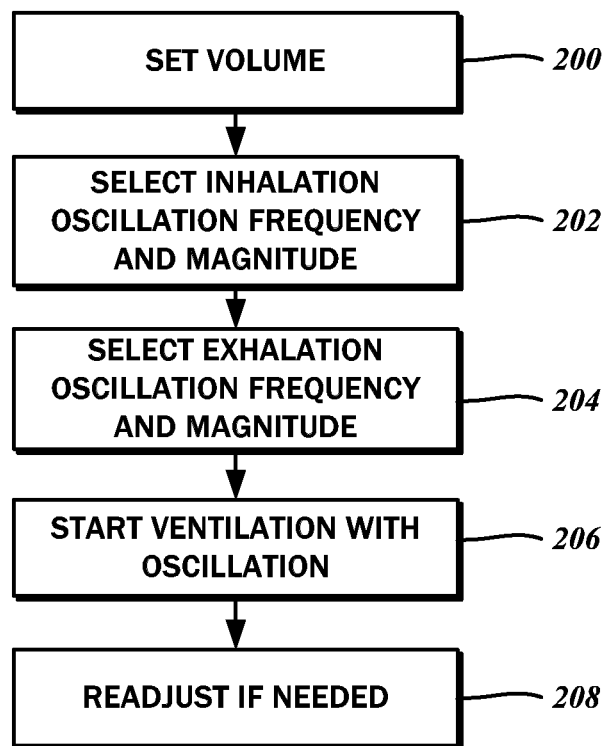 SET VOLUME
200
SELECT INHALATION
OSCILLATION FREQUENCY
AND MAGNITUDE
202
SELECT EXHALATION
OSCILLATION FREQUENCY
AND MAGNITUDE
204
START VENTILATION WITH
OSCILLATION
206
READJUST IF NEEDED
208